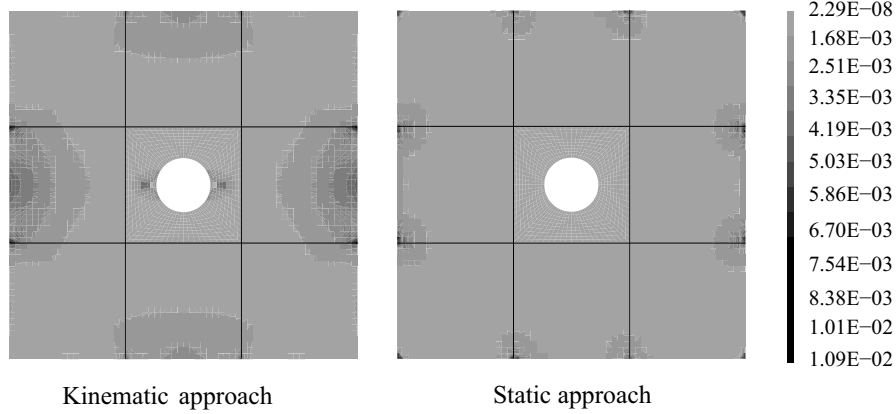 2.29E−08
1.68E−03
2.51E−03
3.35E−03
4.19E−03
5.03E−03
5.86E−03
6.70E−03
7.54E−03
8.38E−03
1.01E−02
1.09E−02
Kinematic approach
Static approach